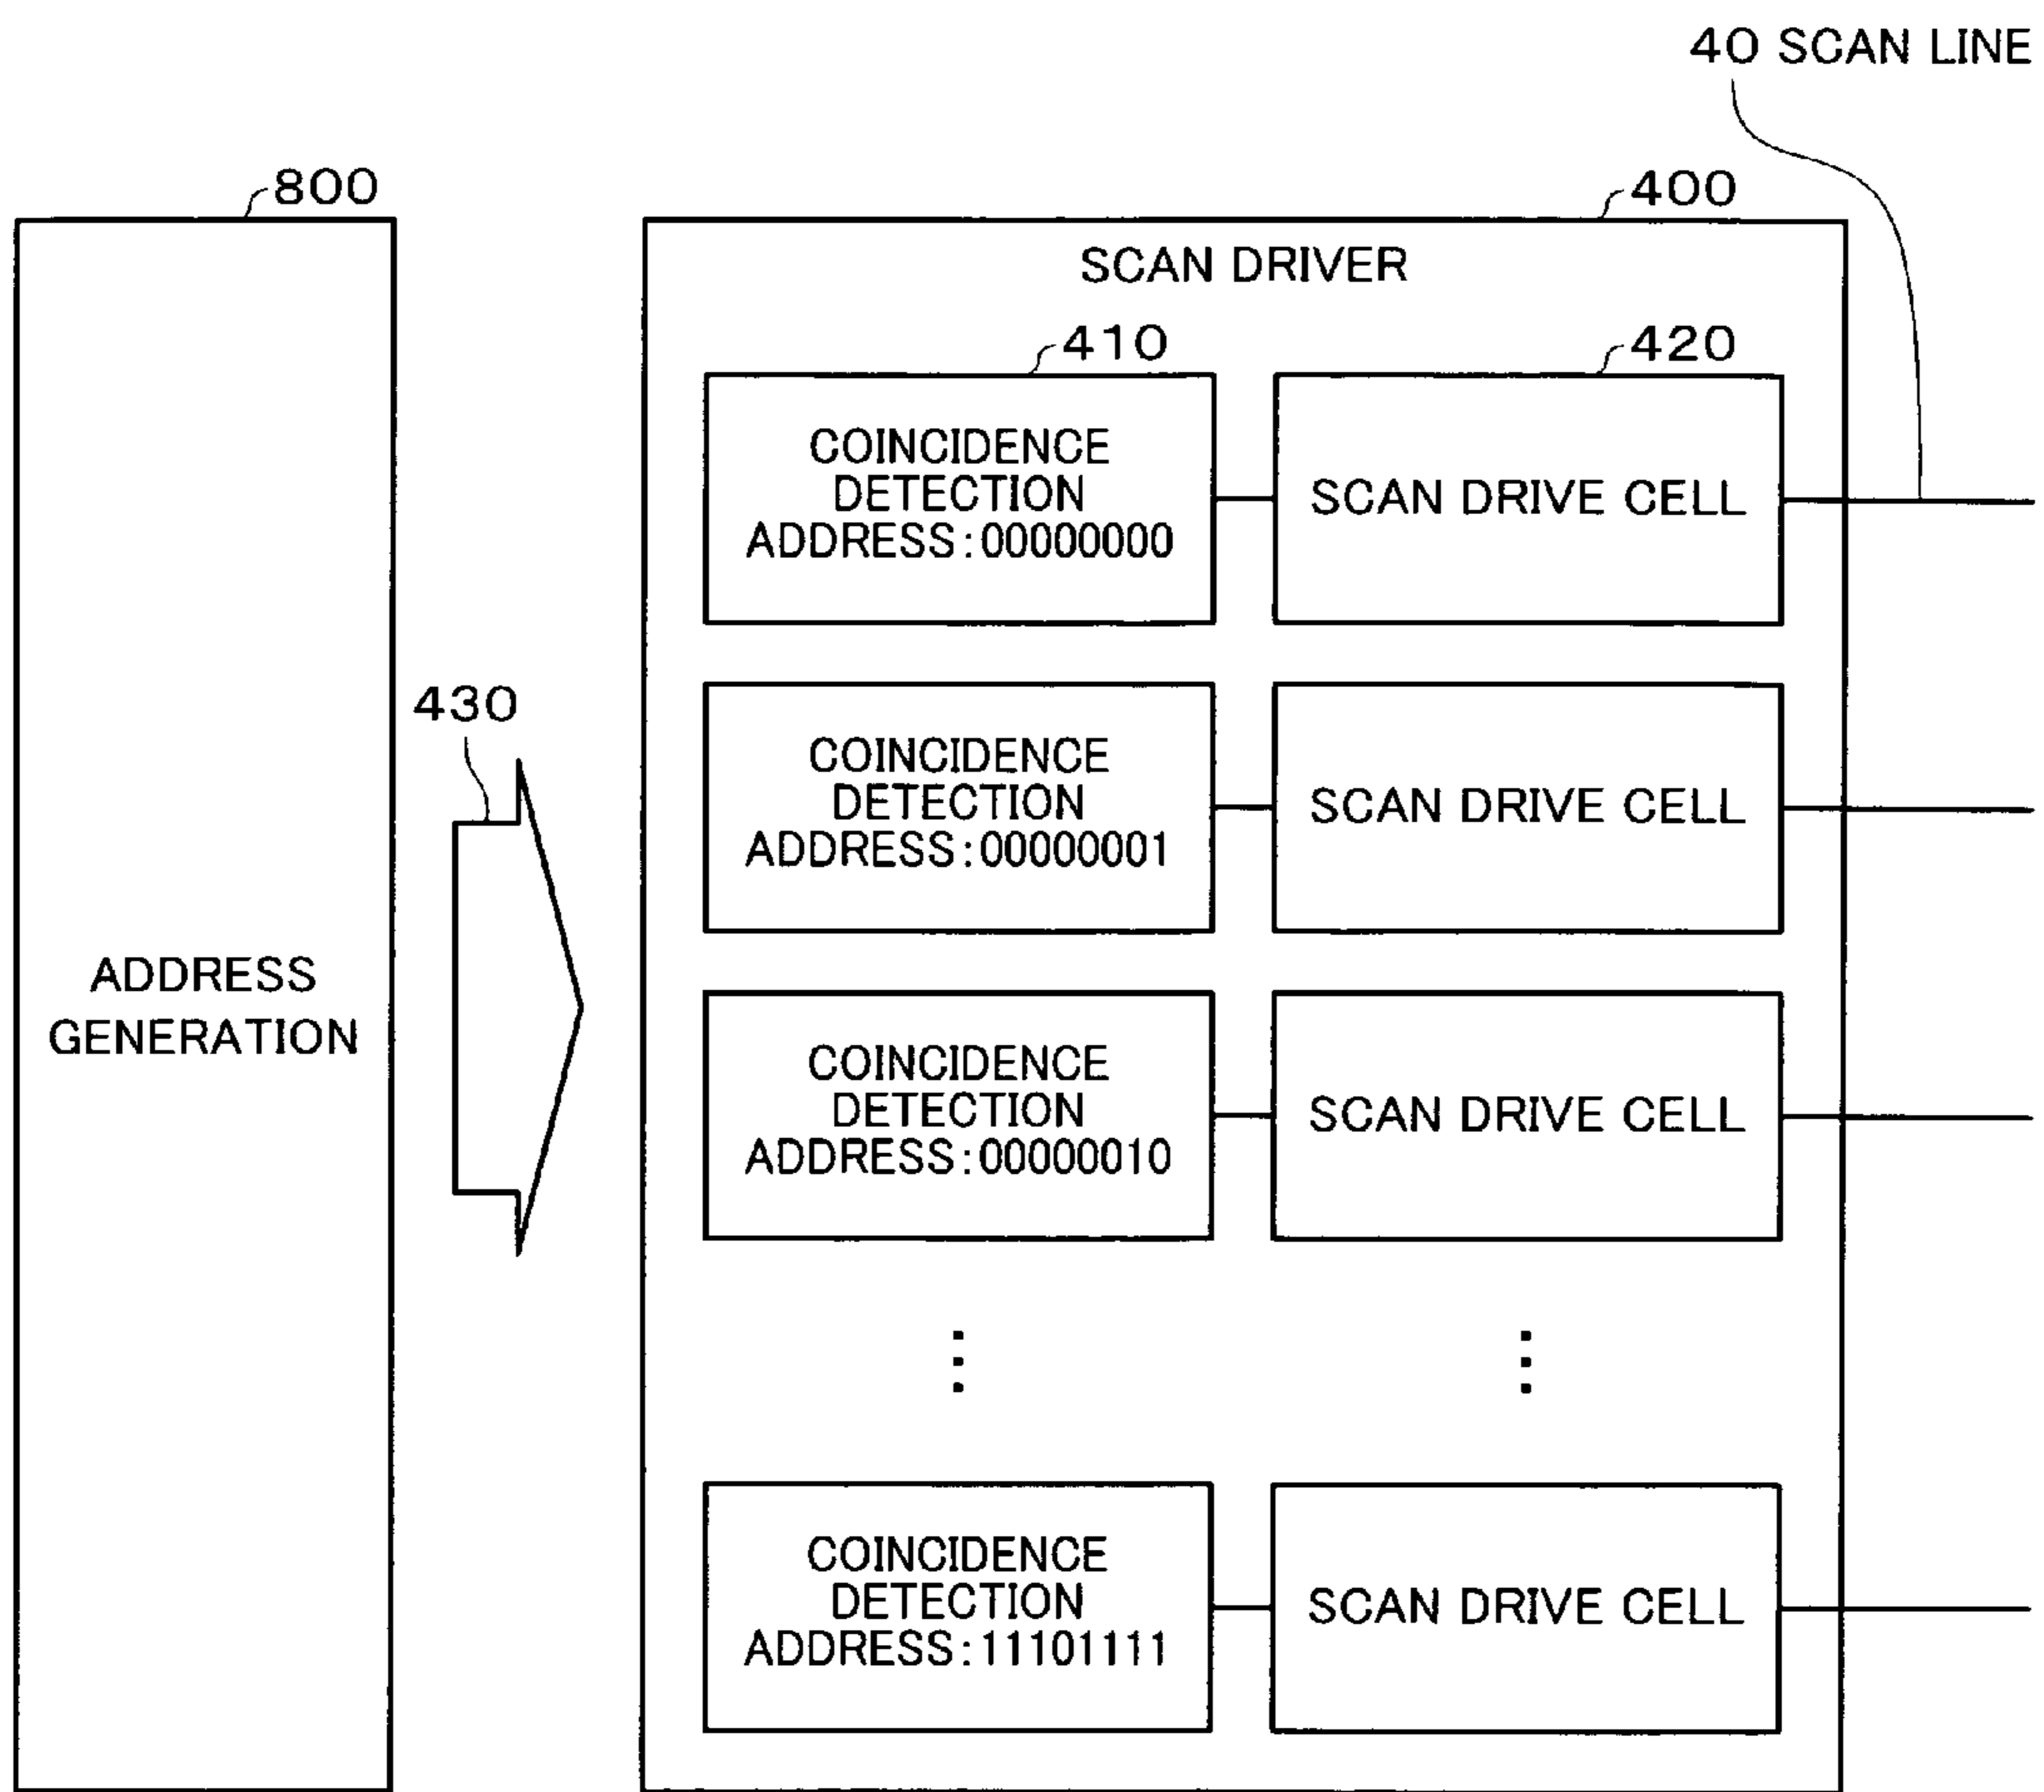 40 SCAN LINE
800
400
SCAN DRIVER
410
420
COINCIDENCE
DETECTION
ADDRESS:00000000
SCAN DRIVE CELL
430
COINCIDENCE
DETECTION
ADDRESS:00000001
SCAN DRIVE CELL
ADDRESS
GENERATION
COINCIDENCE
DETECTION
ADDRESS:00000010
SCAN DRIVE CELL
COINCIDENCE
DETECTION
ADDRESS:11101111
SCAN DRIVE CELL